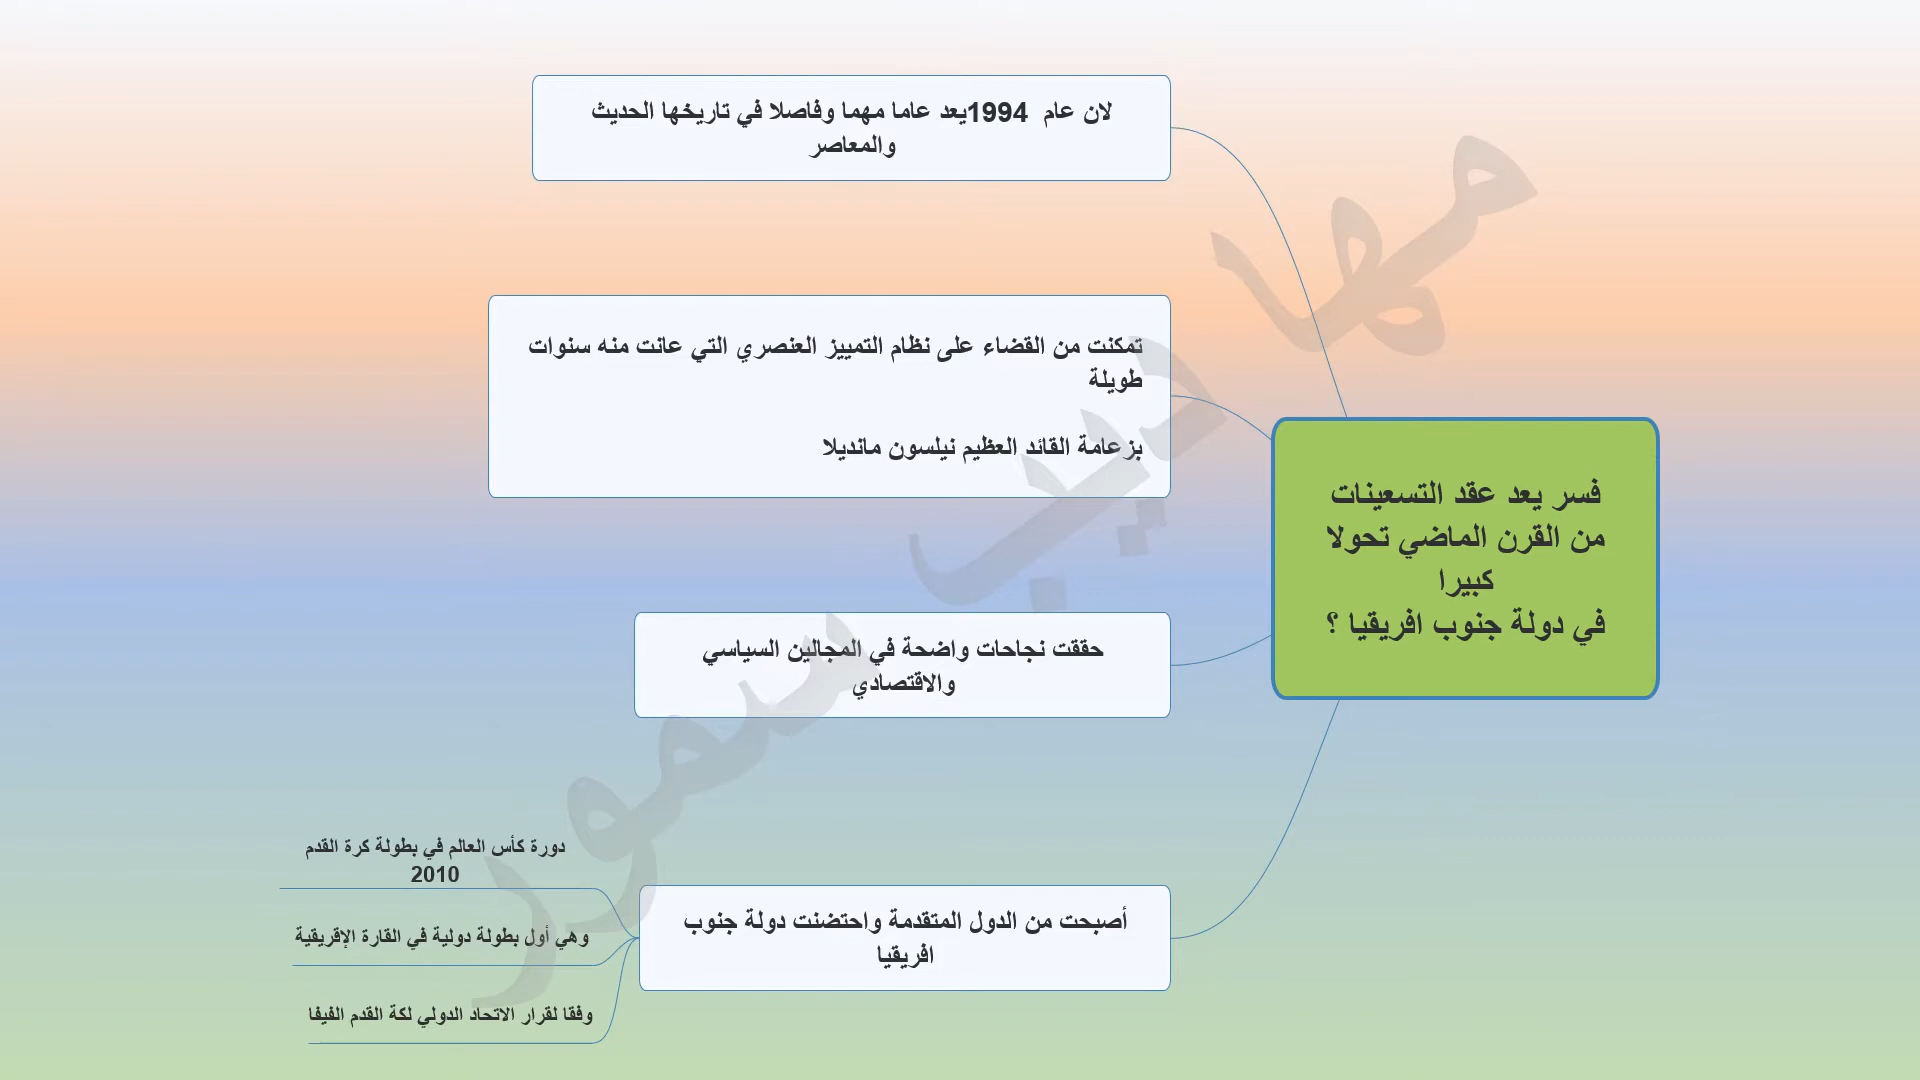 فسر يعد عقد التسعينات
من القرن الماضي تحولا
كبيرا
في دولة جنوب افريقيا ؟
لان عام 1994يعد عاما مهما وفاصلا في تاريخها الحديث
والمعاصر
تمكنت من القضاء على نظام التمييز العنصري التي عانت منه سنوات
طويلة
بزعامة القائد العظيم نيلسون مانديلا
حققت نجاحات واضحة في المجالين السياسي
والاقتصادي
أصبحت من الدول المتقدمة واحتضنت دولة جنوب
افريقيا
دورة كأس العالم في بطولة كرة القدم
2010
وهي أول بطولة دولية في القارة الإفريقية
وفقا لقرار الاتحاد الدولي لكة القدم الفيفا
مها ديب سمور